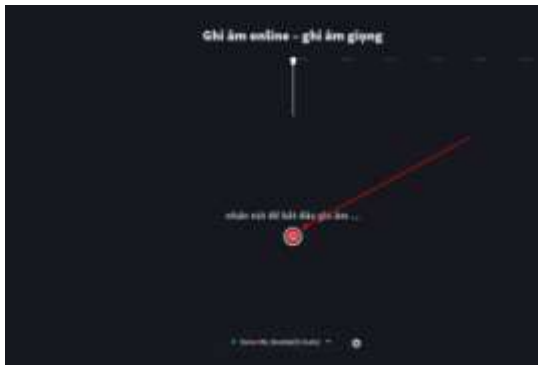 Ghi âm online - ghi âm giọng
nhấn nút để bắt đầu ghi âm ...